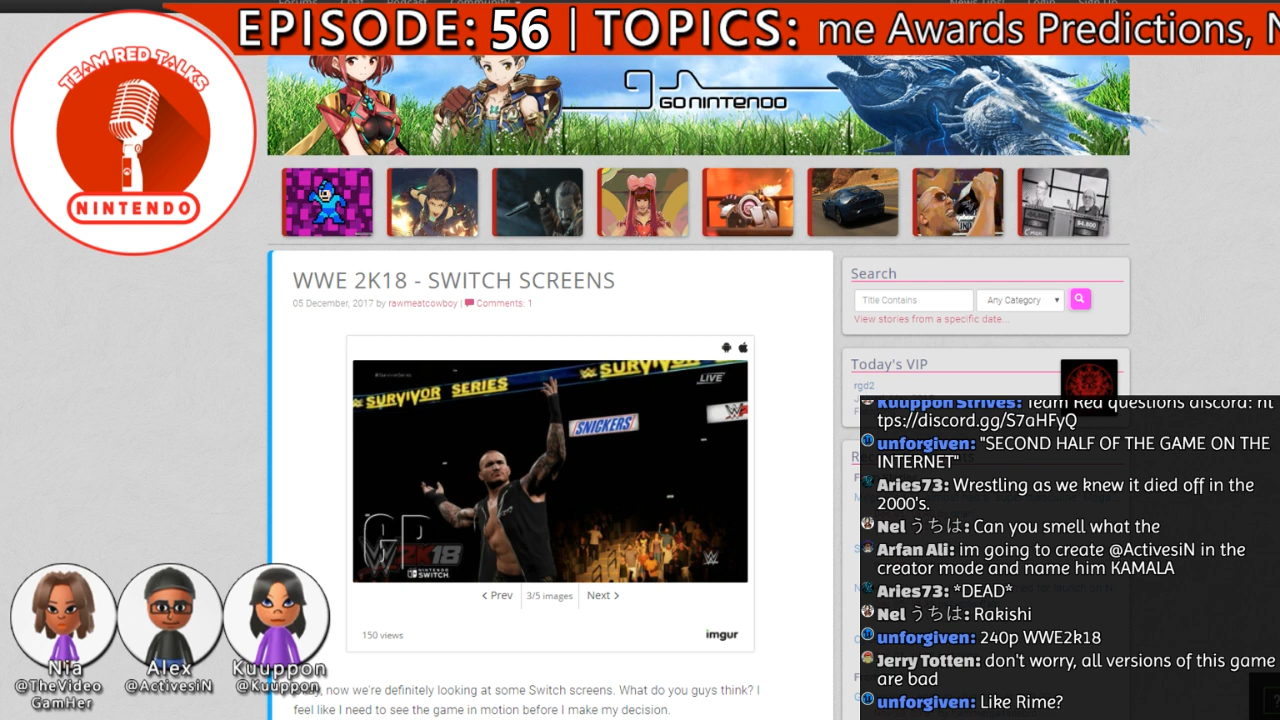 EPISODE: 56 | TOPICS: me Awards Predictions, N
TEAM RED TALKS
NINTENDO
GONINTENDO
WWE 2K18 - SWITCH SCREENS
05 December, 2017 by rawmeatcowboy | Comments: 1
SURVIVOR SERIES
SURVIVOR
LIVE
SNICKERS
2K18
NINTENDO SWITCH
< Prev
3/5 images
Next >
150 views
imgur
now we're definitely looking at some Switch screens. What do you guys think? I
feel like I need to see the game in motion before I make my decision.
Search
Title Contains
Any Category
View stories from a specific date...
Today's VIP
rgd2
Kuuppon Strives: Team Red questions discord: ht
tps://discord.gg/S7aHFyQ
unforgiven: "SECOND HALF OF THE GAME ON THE
INTERNET"
Aries73: Wrestling as we knew it died off in the
2000's.
Nel うちは: Can you smell what the
Arfan Ali: im going to create @ActivesiN in the
creator mode and name him KAMALA
Aries73: *DEAD*
Nel うちは: Rakishi
unforgiven: 240p WWE2k18
Jerry Totten: don't worry, all versions of this game
are bad
unforgiven: Like Rime?
Nia
@TheVideo
GamHer
Alex
@ActivesiN
Kuuppon
@Kuuppon